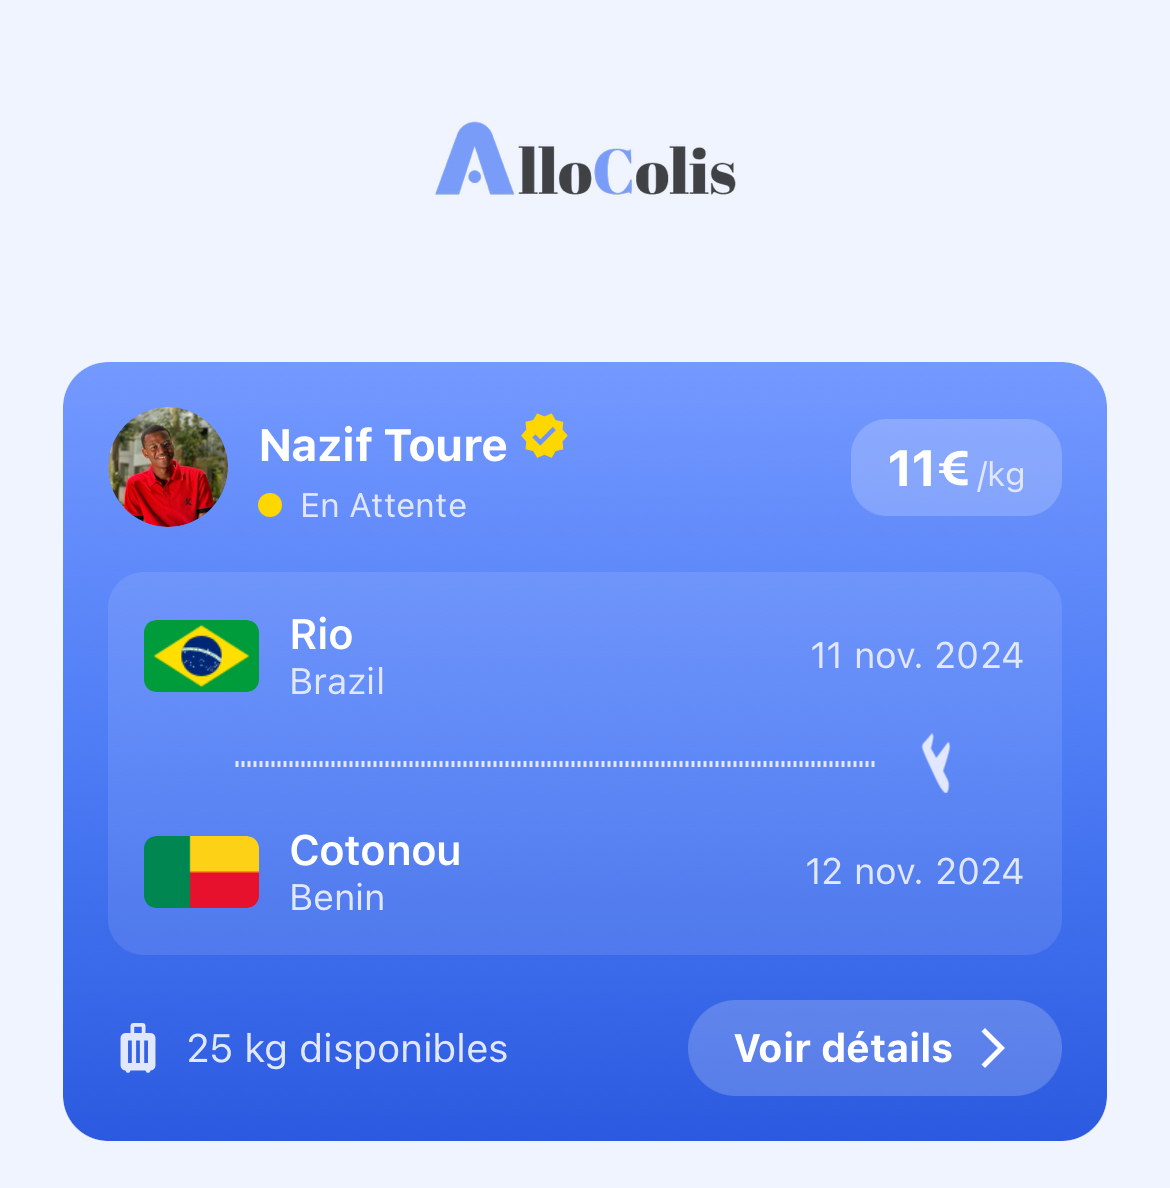 AlloColis
Nazif Toure
En Attente
11€ /kg
Rio
Brazil
11 nov. 2024
Cotonou
Benin
12 nov. 2024
25 kg disponibles
Voir détails